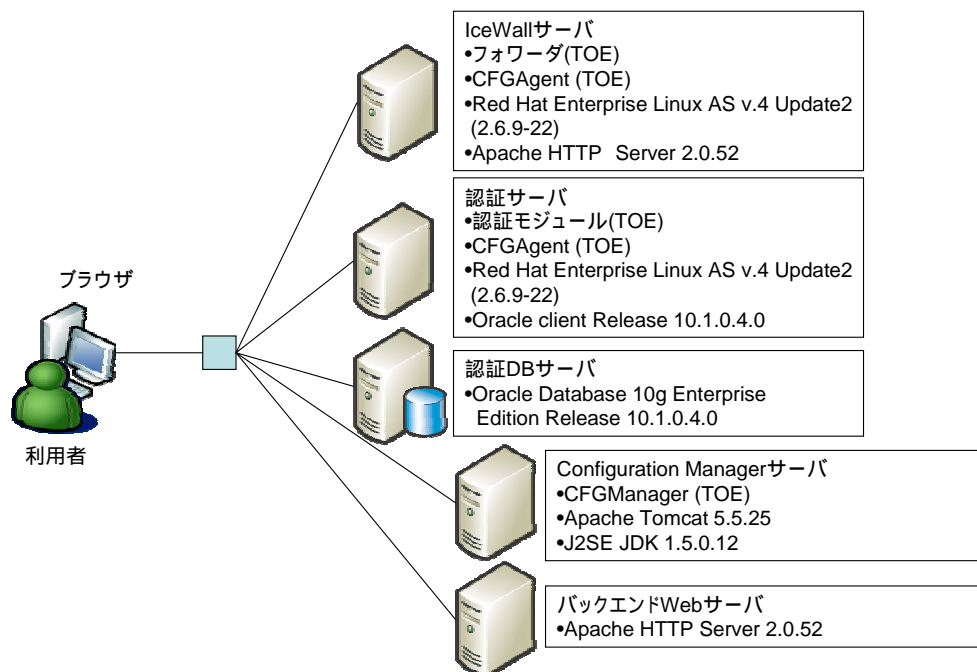 IceWallサーバ
•フォワーダ(TOE)
•CFGAgent (TOE)
•Red Hat Enterprise Linux AS v.4 Update2
(2.6.9-22)
•Apache HTTP Server 2.0.52
認証サーバ
•認証モジュール(TOE)
•CFGAgent (TOE)
•Red Hat Enterprise Linux AS v.4 Update2
(2.6.9-22)
•Oracle client Release 10.1.0.4.0
ブラウザ
利用者
認証DBサーバ
•Oracle Database 10g Enterprise
Edition Release 10.1.0.4.0
Configuration Managerサーバ
•CFGManager (TOE)
•Apache Tomcat 5.5.25
•J2SE JDK 1.5.0.12
バックエンドWebサーバ
•Apache HTTP Server 2.0.52